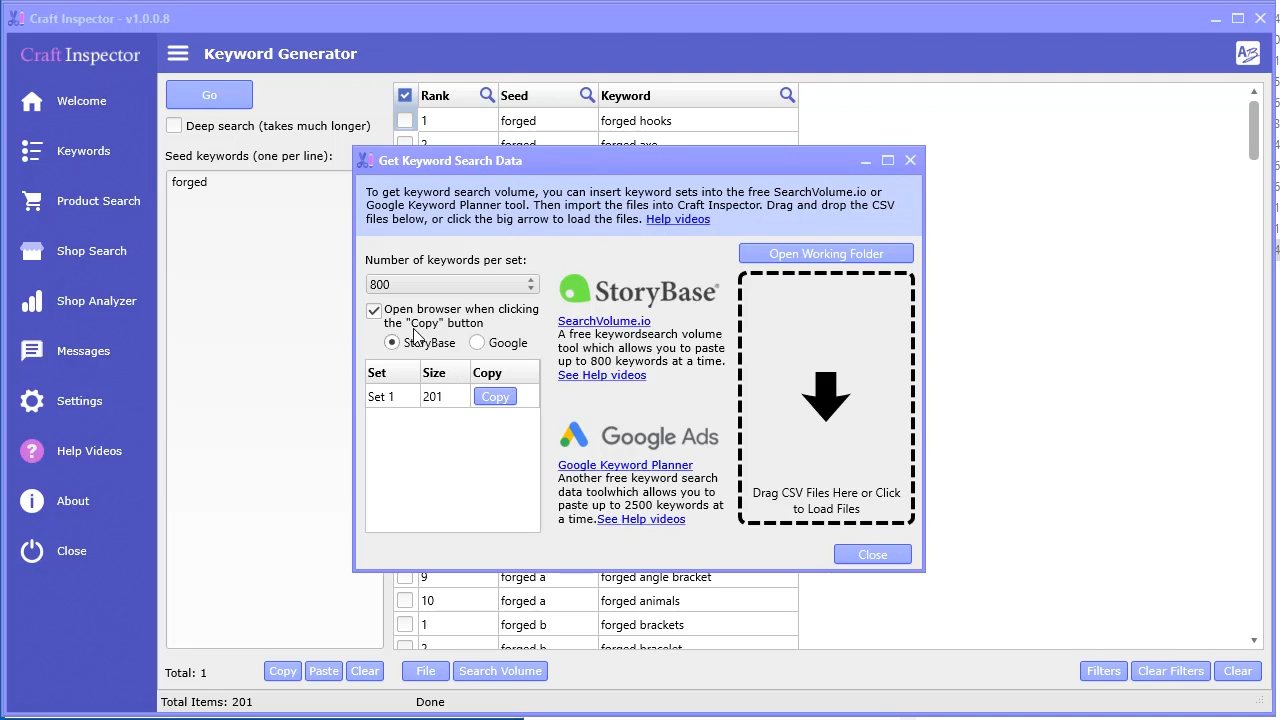 Craft Inspector - v1.0.0.8
Craft Inspector
Keyword Generator
Welcome
Keywords
Product Search
Shop Search
Shop Analyzer
Messages
Settings
Help Videos
About
Close
Go
Deep search (takes much longer)
Seed keywords (one per line):
forged
Rank Seed Keyword
1 forged forged hooks
2 forged forged axe
Get Keyword Search Data
To get keyword search volume, you can insert keyword sets into the free SearchVolume.io or
Google Keyword Planner tool. Then import the files into Craft Inspector. Drag and drop the CSV
files below, or click the big arrow to load the files. Help videos
Number of keywords per set:
800
Open browser when clicking
the "Copy" button
StoryBase Google
Set Size Copy
Set 1 201 Copy
StoryBase
SearchVolume.io
A free keywordsearch volume
tool which allows you to paste
up to 800 keywords at a time.
See Help videos
Google Ads
Google Keyword Planner
Another free keyword search
data toolwhich allows you to
paste up to 2500 keywords at
a time.See Help videos
Open Working Folder
Drag CSV Files Here or Click
to Load Files
Close
9 forged a forged angle bracket
10 forged a forged animals
1 forged b forged brackets
2 forged b forged bracelet
Total: 1 Copy Paste Clear File Search Volume Filters Clear Filters Clear
Total Items: 201 Done